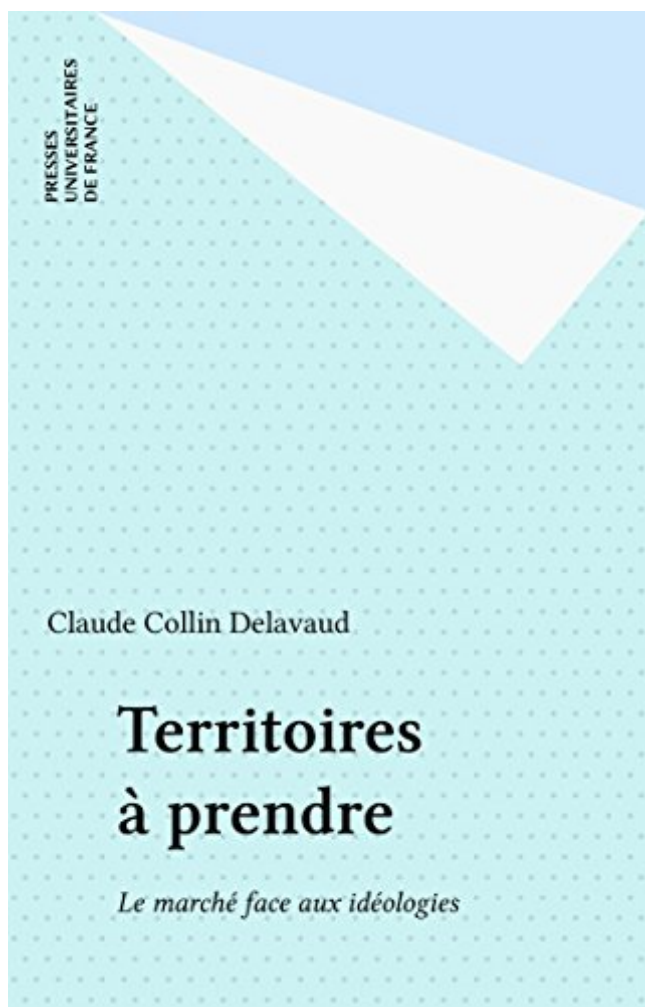 PRESSES
UNIVERSITAIRES
DE FRANCE
Claude Collin Delavaud
Territoires
à prendre
Le marché face aux idéologies